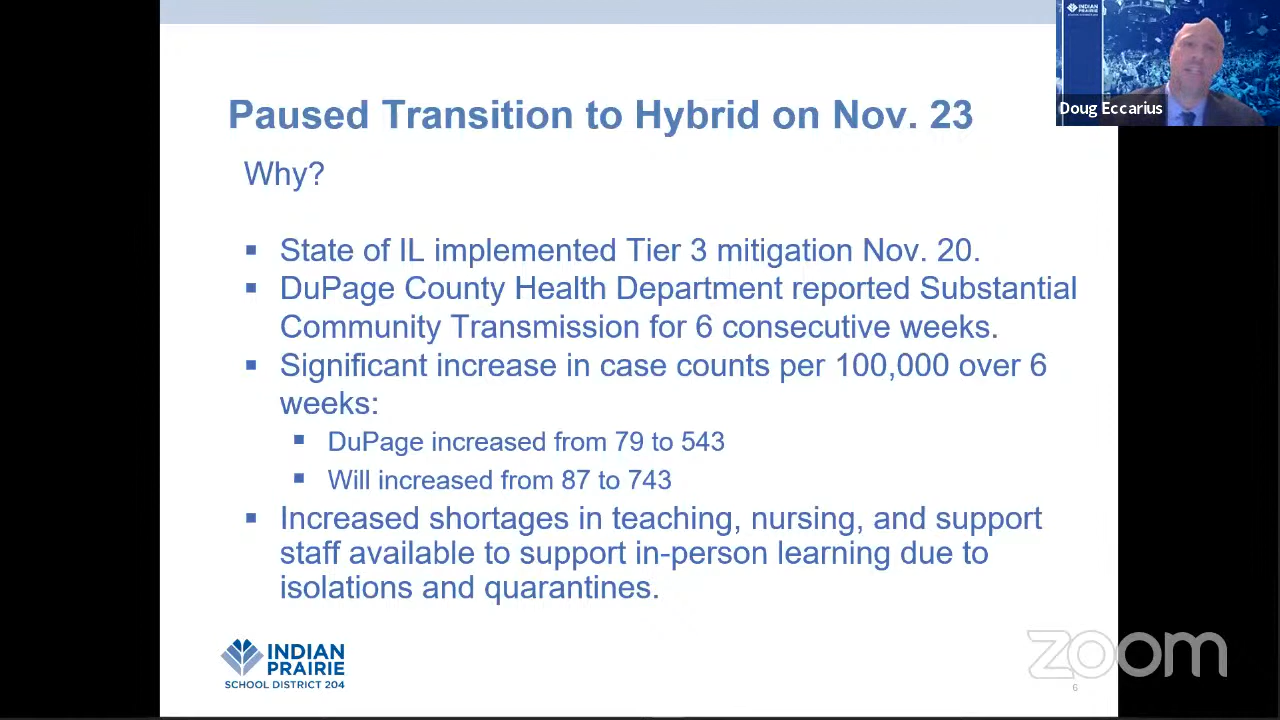 Paused Transition to Hybrid on Nov. 23
Why?
▪ State of IL implemented Tier 3 mitigation Nov. 20.
▪ DuPage County Health Department reported Substantial
Community Transmission for 6 consecutive weeks.
▪ Significant increase in case counts per 100,000 over 6
weeks:
▪ DuPage increased from 79 to 543
▪ Will increased from 87 to 743
▪ Increased shortages in teaching, nursing, and support
staff available to support in-person learning due to
isolations and quarantines.
INDIAN
PRAIRIE
SCHOOL DISTRICT 204
6
zoom
INDIAN
PRAIRIE
Doug Eccarius